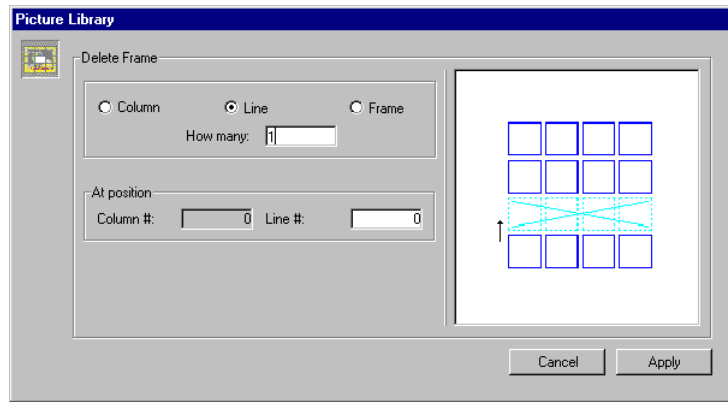 Picture Library
Delete Frame
Column Line Frame
How many: 1
At position
Column #: 0 Line #: 0
Cancel Apply